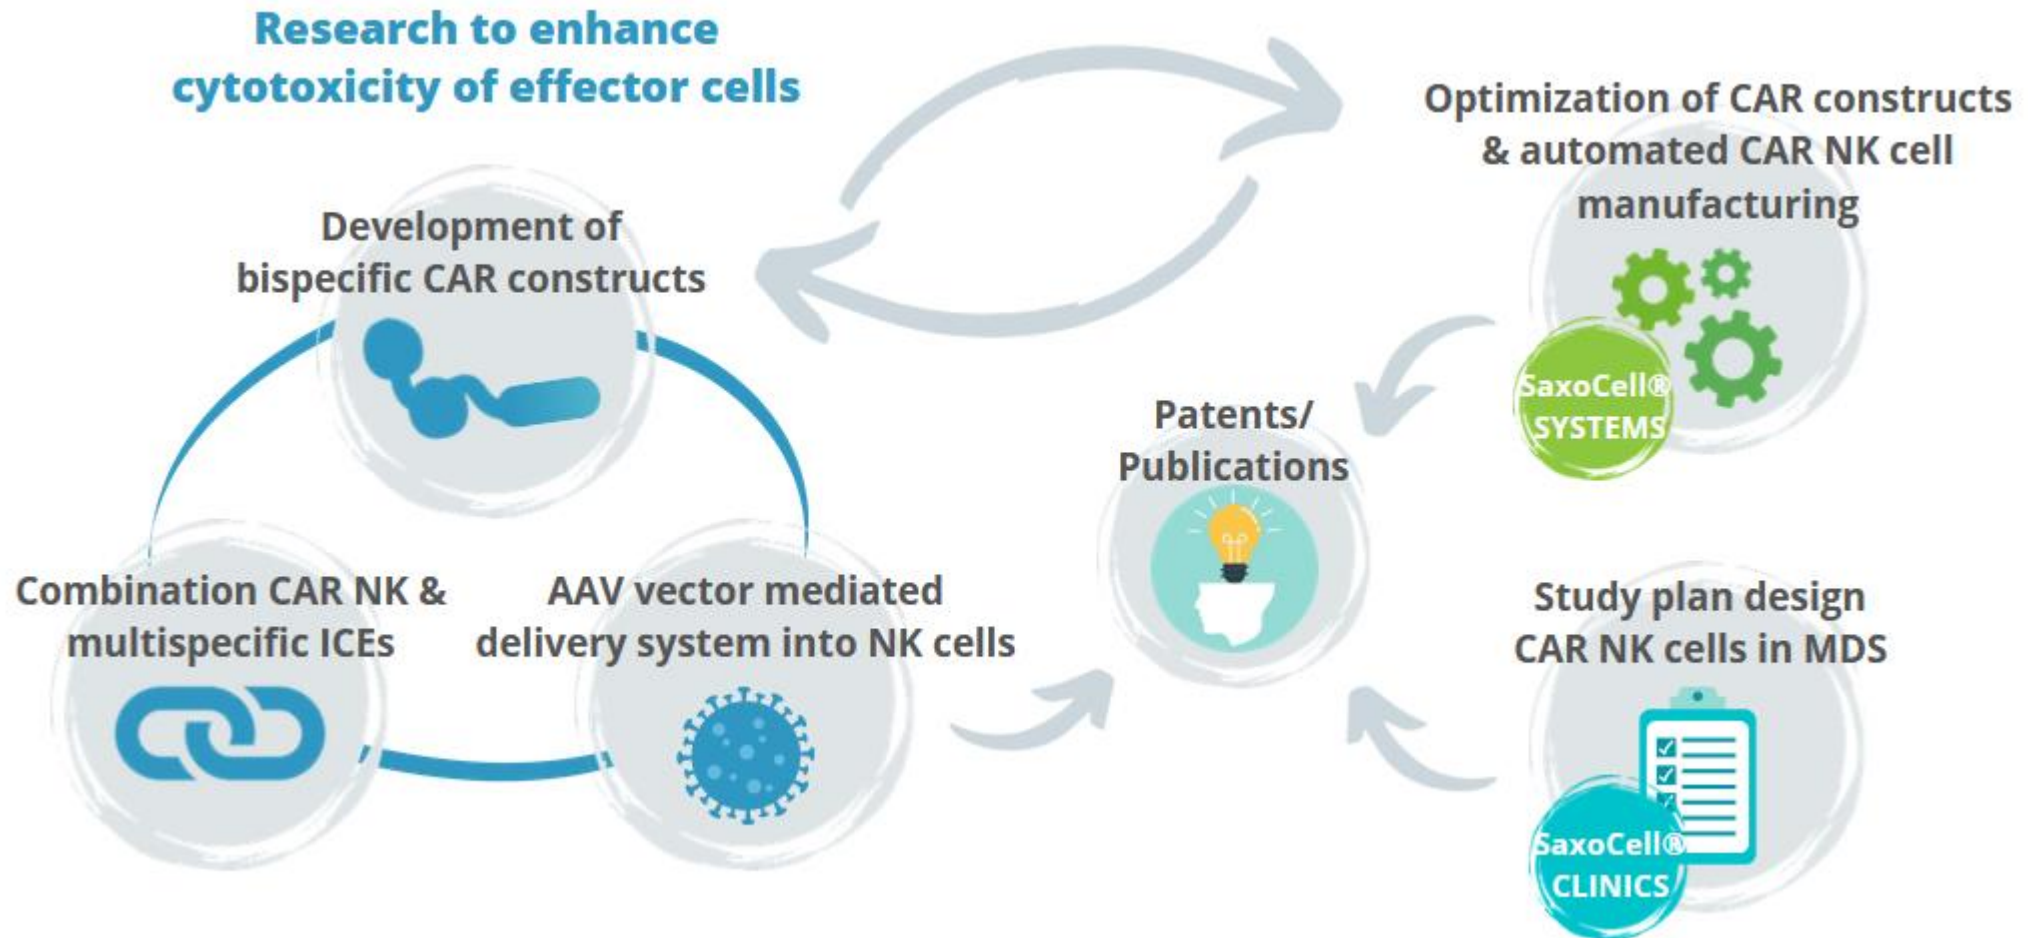 Research to enhance
cytotoxicity of effector cells
Development of
bispecific CAR constructs
Combination CAR NK &
multispecific ICEs
AAV vector mediated
delivery system into NK cells
Patents/
Publications
Optimization of CAR constructs
& automated CAR NK cell
manufacturing
SaxoCell®
SYSTEMS
Study plan design
CAR NK cells in MDS
SaxoCell®
CLINICS